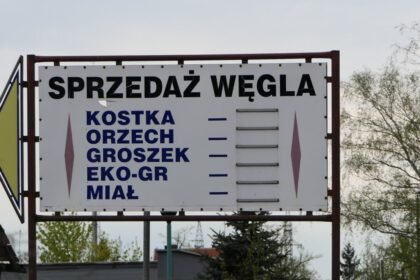 SPRZEDAŻ WĘGLA
KOSTKA –
ORZECH –
GROSZEK –
EKO-GR –
MIAŁ –